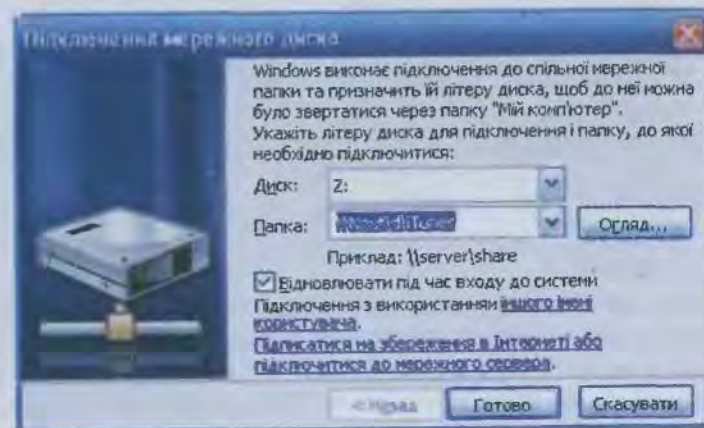 Підключення мережного диска
Windows виконає підключення до спільної мережної
папки та призначить їй літеру диска, щоб до неї можна
було звертатися через папку "Мій комп'ютер".
Укажіть літеру диска для підключення і папку, до якої
необхідно підключитися:
Диск: Z:
Папка: Огляд...
Приклад: \\server\share
Відновлювати під час входу до системи
Підключення з використанням іншого імені
користувача.
Підписатися на збереження в Інтернеті або
підключитися до мережного сервера.
< Назад Готово Скасувати